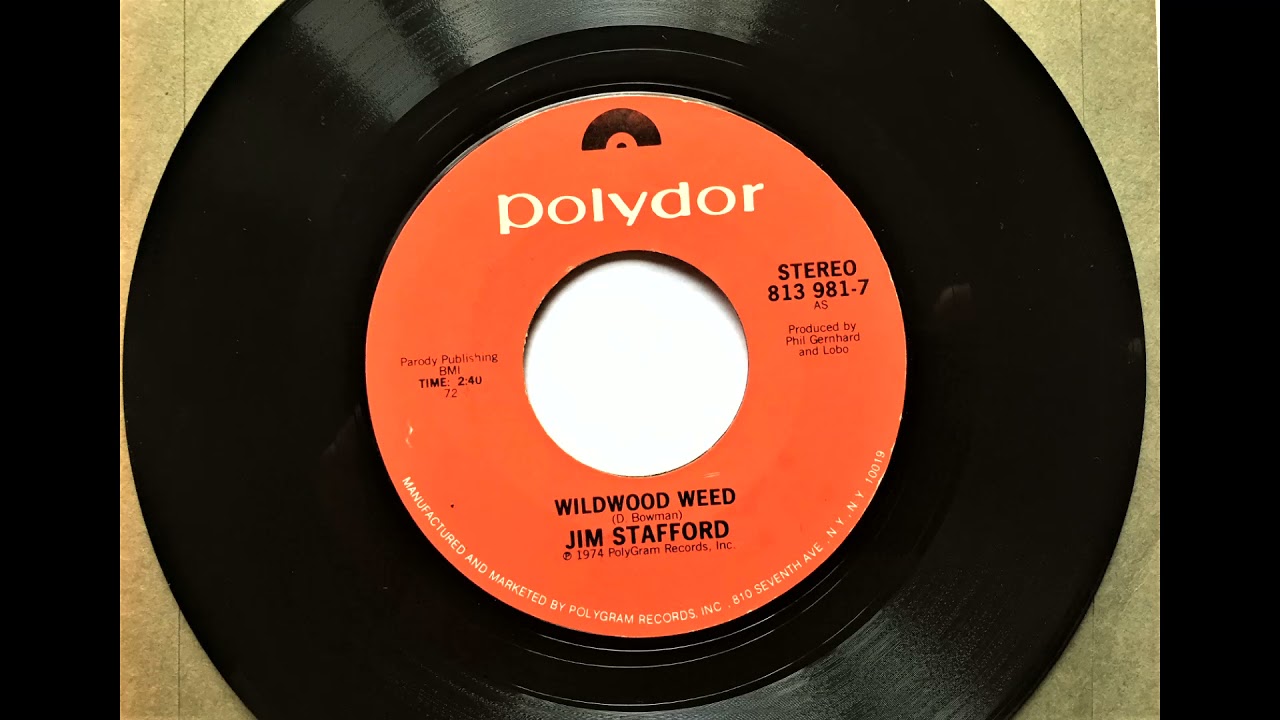 polydor
STEREO
813 981-7
AS
Produced by
Phil Gernhard
and Lobo
Parody Publishing
BMI
TIME: 2:40
72
WILDWOOD WEED
(D. Bowman)
JIM STAFFORD
℗ 1974 PolyGram Records, Inc.
MANUFACTURED AND MARKETED BY POLYGRAM RECORDS, INC . 810 SEVENTH AVE . N.Y. N.Y. 10019